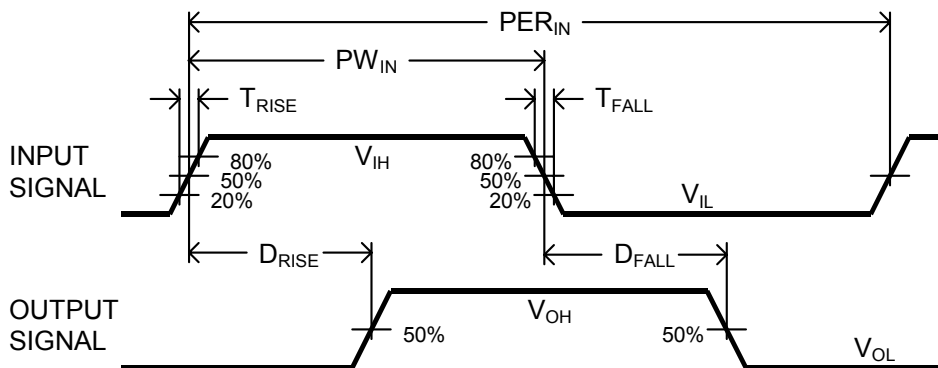 PER_IN
PW_IN
T_RISE
T_FALL
INPUT
SIGNAL
V_IH
80%
50%
20%
80%
50%
20%
V_IL
D_RISE
D_FALL
OUTPUT
SIGNAL
V_OH
50%
50%
V_OL